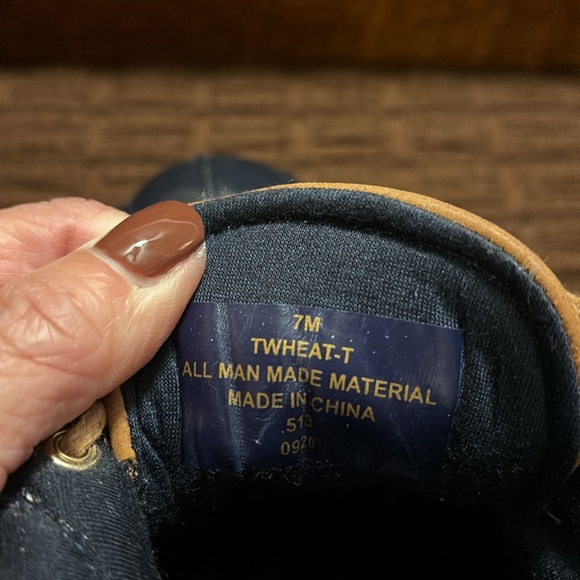 7M
TWHEAT-T
ALL MAN MADE MATERIAL
MADE IN CHINA
.513
0920